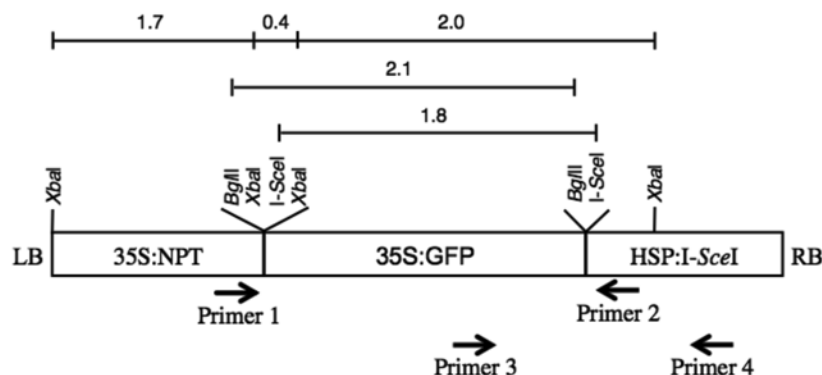 1.7 0.4 2.0
2.1
1.8
XbaI BglII XbaI I-SceI XbaI BglII I-SceI XbaI
LB 35S:NPT 35S:GFP HSP:I-SceI RB
Primer 1 Primer 2
Primer 3 Primer 4